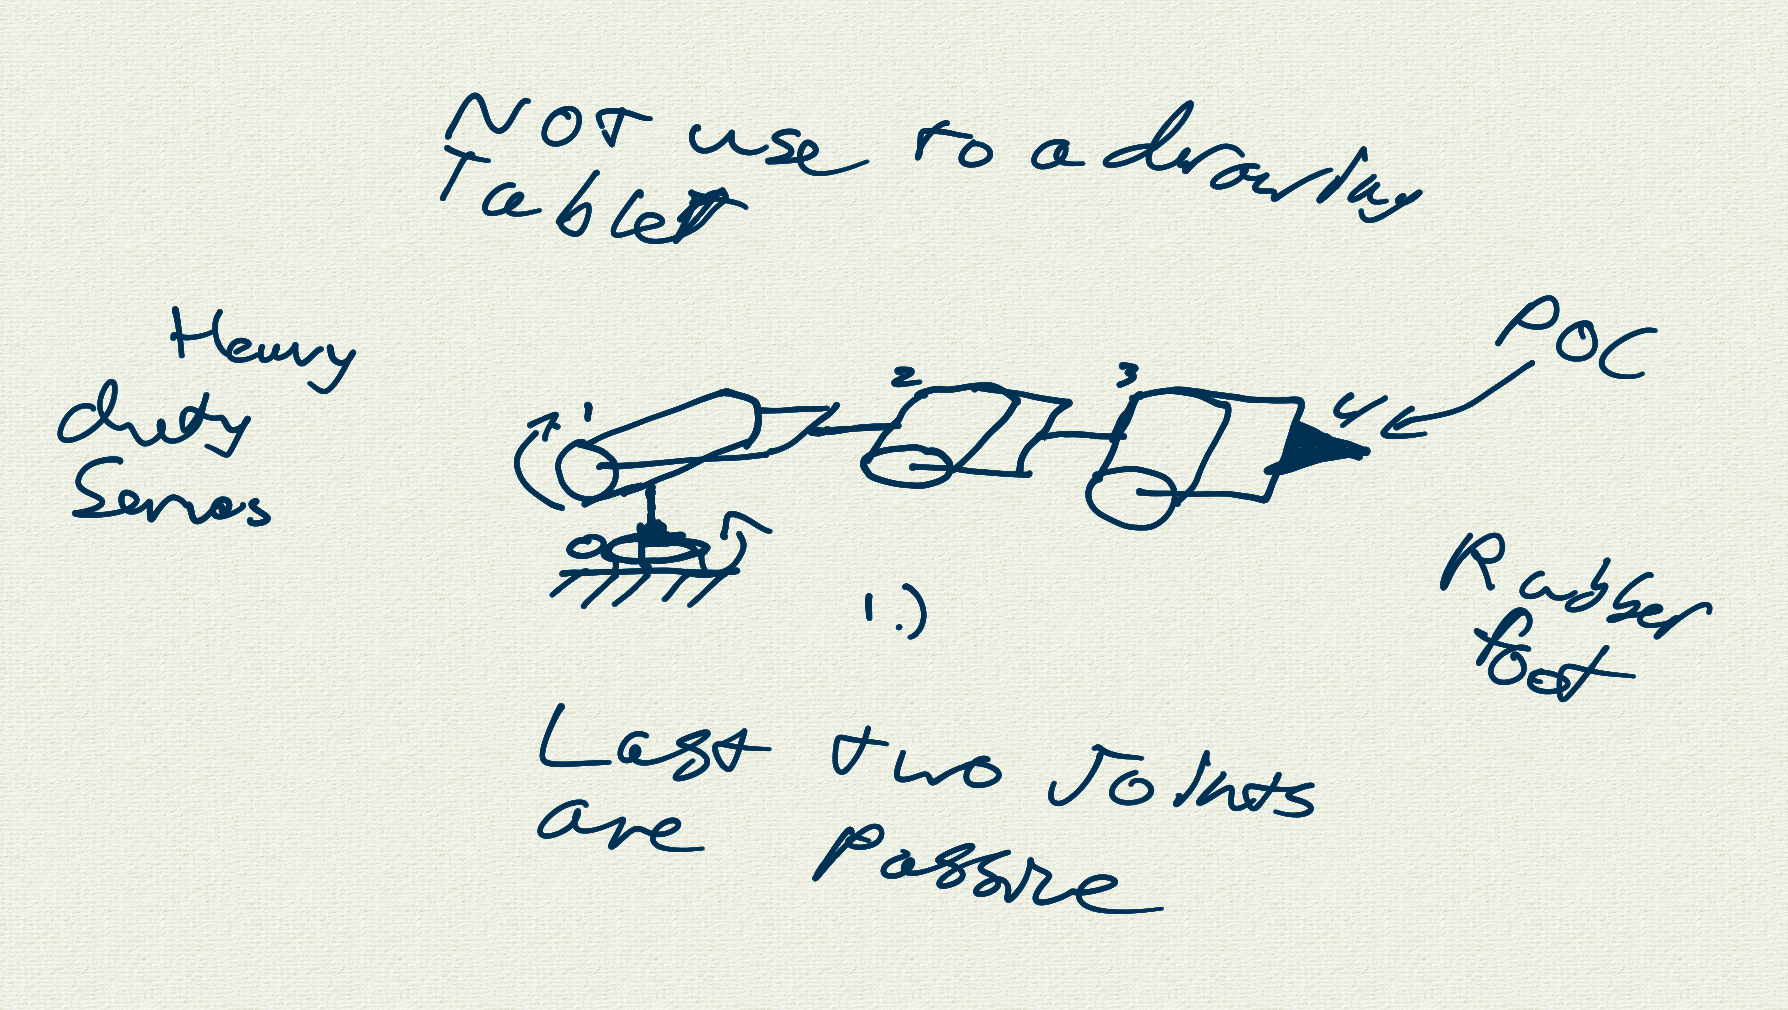 NOT use to a drawing
Tablet
Heavy
duty
Servos
POC
1
2
3
4
0
1.)
Rubber
foot
Last two Joints
are passive